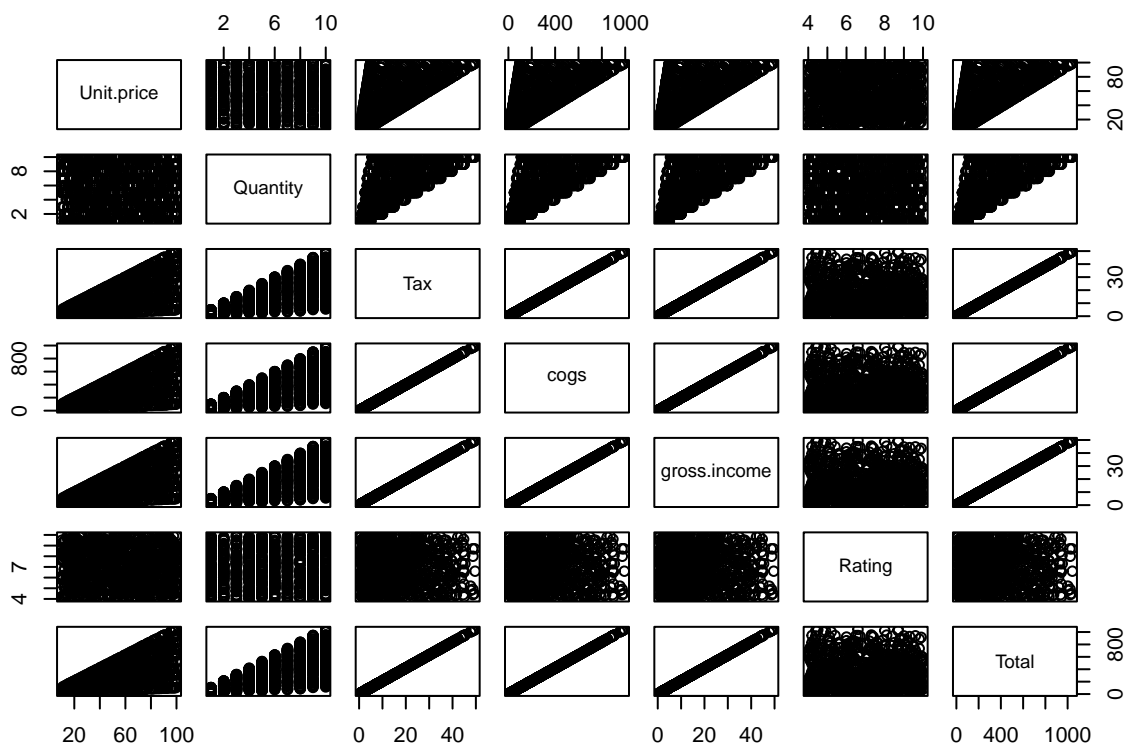 2 6 10 0 400 1000 4 6 8 10
Unit.price 20 80
2 8 Quantity
Tax 0 30
0 800 cogs
gross.income 0 30
4 7 Rating
Total 0 800
20 60 100 0 20 40 0 20 40 0 400 1000